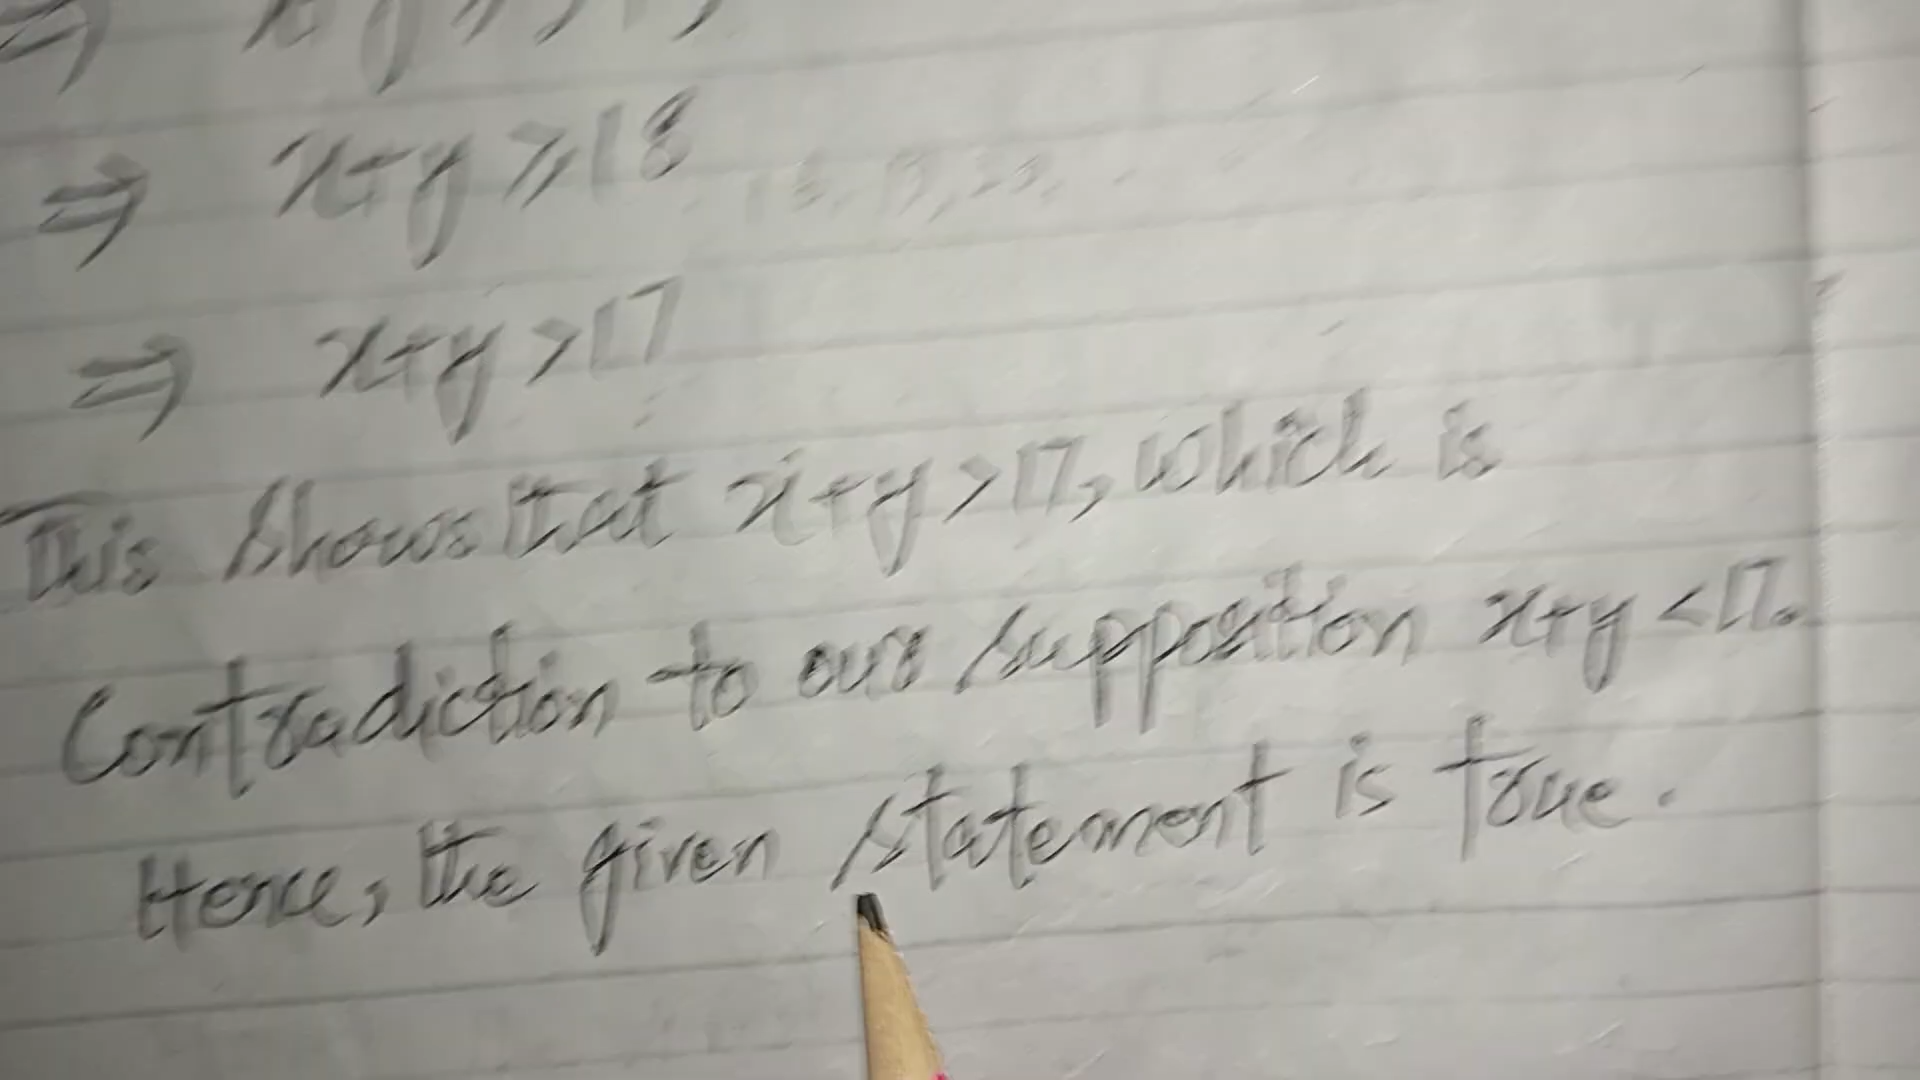 ⇒ x+y ≥ 18
⇒ x+y > 17
This shows that x+y > 17, which is
Contradiction to our supposition x+y < 17.
Hence, the given statement is true.